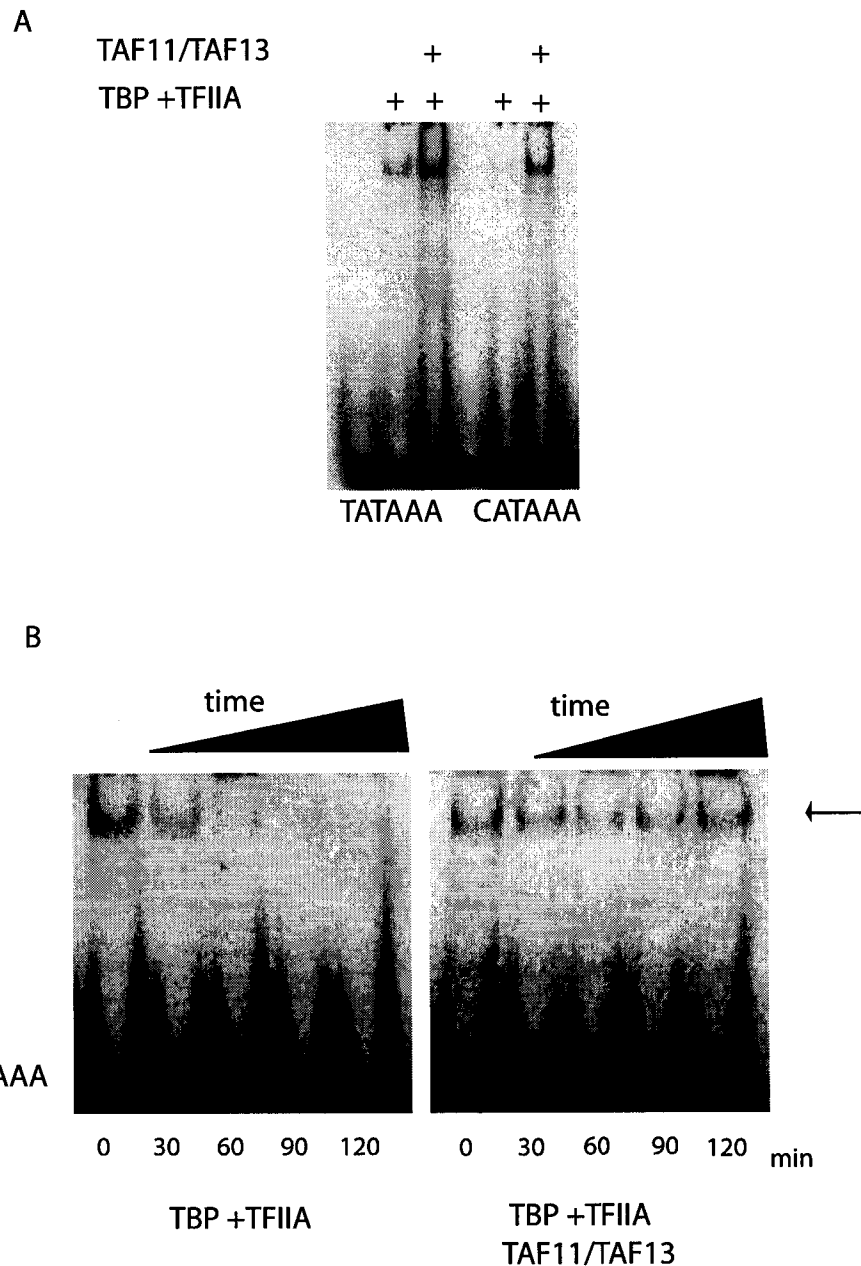 A
TAF11/TAF13 +
TBP +TFIIA + + + +
TATAAA CATAAA
B
time time
AAA
0 30 60 90 120 0 30 60 90 120 min
TBP +TFIIA TBP +TFIIA
TAF11/TAF13